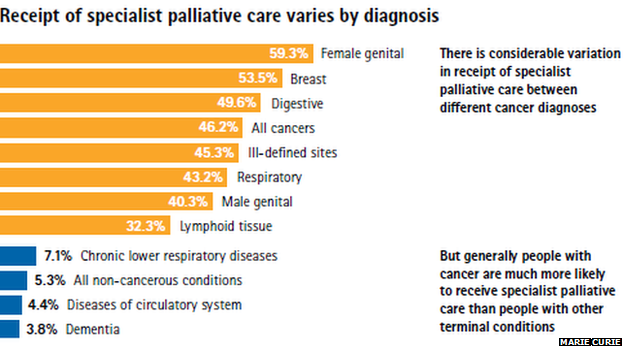 Receipt of specialist palliative care varies by diagnosis
59.3% Female genital
53.5% Breast
49.6% Digestive
46.2% All cancers
45.3% Ill-defined sites
43.2% Respiratory
40.3% Male genital
32.3% Lymphoid tissue
There is considerable variation
in receipt of specialist
palliative care between
different cancer diagnoses
7.1% Chronic lower respiratory diseases
5.3% All non-cancerous conditions
4.4% Diseases of circulatory system
3.8% Dementia
But generally people with
cancer are much more likely
to receive specialist palliative
care than people with other
terminal conditions
MARIE CURIE